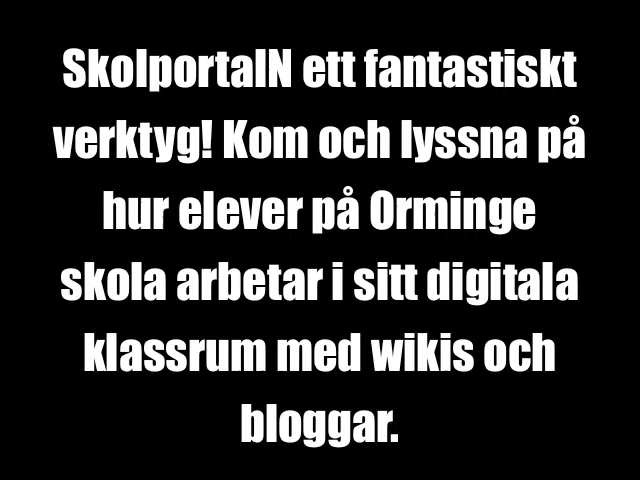 SkolportalN ett fantastiskt
verktyg! Kom och lyssna på
hur elever på Orminge
skola arbetar i sitt digitala
klassrum med wikis och
bloggar.